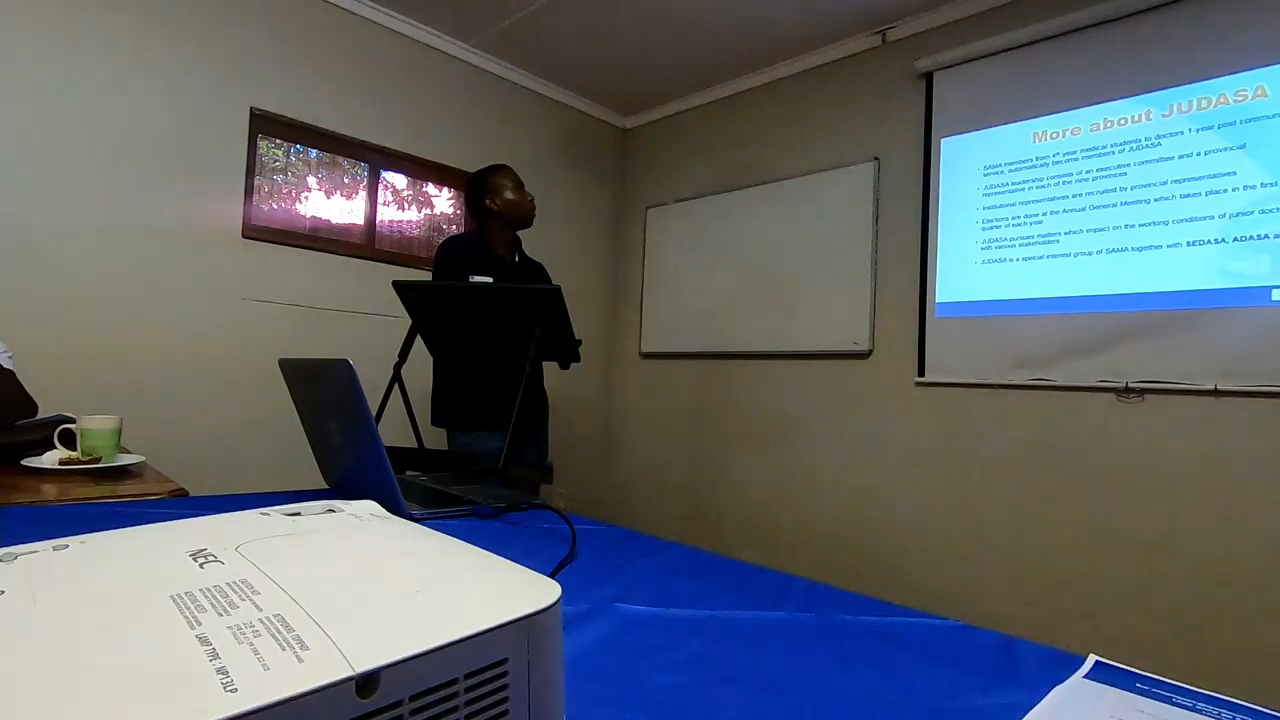 More about JUDASA
SAMA members from 4th year medical students to doctors 1-year post
service, automatically become members of JUDASA
JUDASA leadership consists of an executive committee and a provincial
representative in each of the nine provinces
Institutional representatives are recruited by provincial representatives
Elections are done at the Annual General Meeting which takes place in the first
quarter of each year
JUDASA pursues matters which impact on the working conditions of junior
with various stakeholders
JUDASA is a special interest group of SAMA together with SEDASA, ADASA
NEC
LAMP TYPE : NP13LP